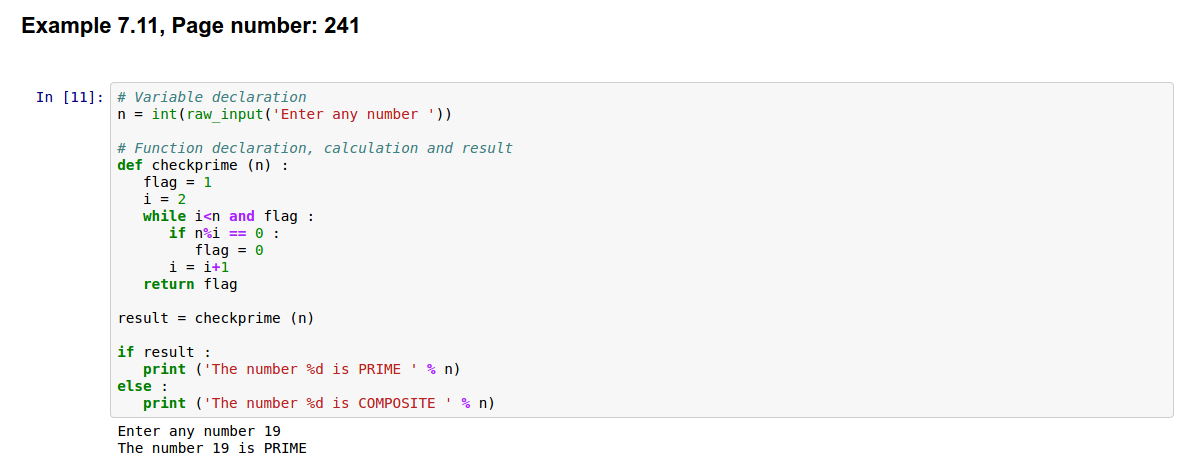 Example 7.11, Page number: 241
In [11]: # Variable declaration
n = int(raw_input('Enter any number '))
# Function declaration, calculation and result
def checkprime (n) :
   flag = 1
   i = 2
   while i<n and flag :
      if n%i == 0 :
         flag = 0
      i = i+1
   return flag
result = checkprime (n)
if result :
   print ('The number %d is PRIME ' % n)
else :
   print ('The number %d is COMPOSITE ' % n)
Enter any number 19
The number 19 is PRIME